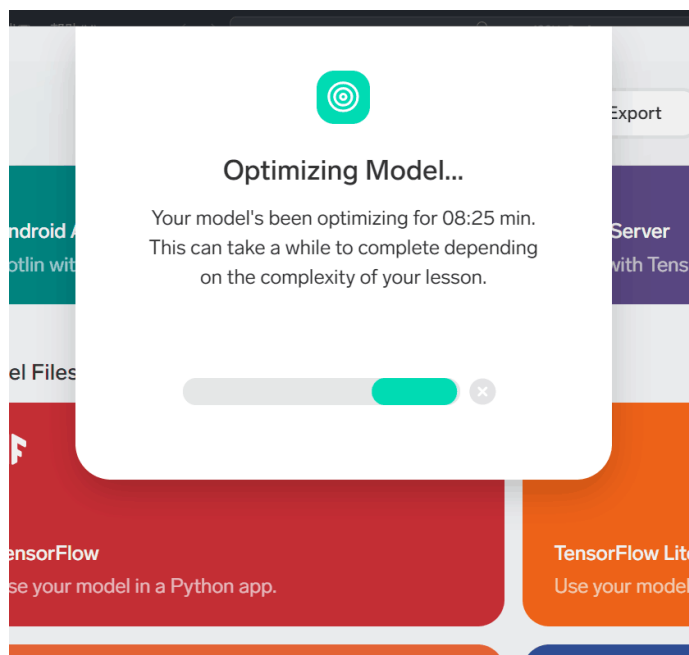 Export
Optimizing Model...
Your model's been optimizing for 08:25 min.
This can take a while to complete depending
on the complexity of your lesson.
ndroid
Server
otlin wit
with Tens
el Files
ensorFlow
se your model in a Python app.
TensorFlow Lite
Use your model